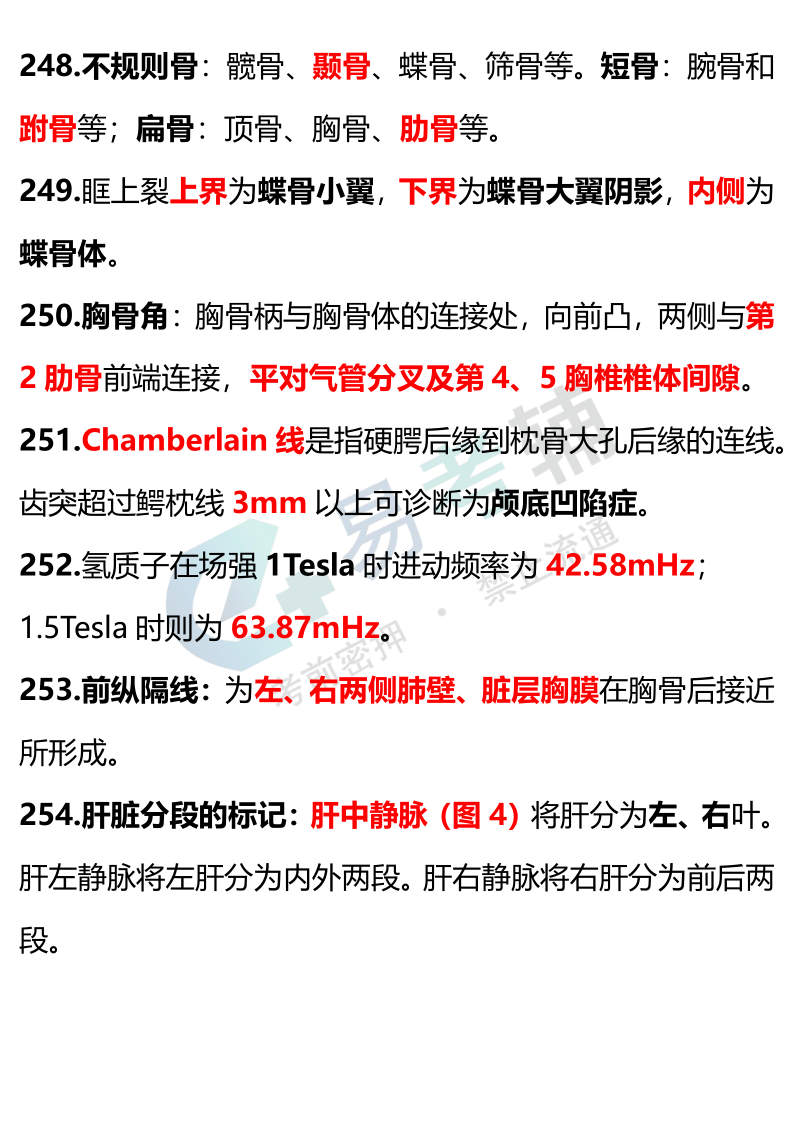 248.不规则骨：髋骨、颞骨、蝶骨、筛骨等。短骨：腕骨和
跗骨等；扁骨：顶骨、胸骨、肋骨等。
249.眶上裂上界为蝶骨小翼，下界为蝶骨大翼阴影，内侧为
蝶骨体。
250.胸骨角：胸骨柄与胸骨体的连接处，向前凸，两侧与第
2 肋骨前端连接，平对气管分叉及第 4、5 胸椎椎体间隙。
251.Chamberlain 线是指硬腭后缘到枕骨大孔后缘的连线。
齿突超过鳄枕线 3mm 以上可诊断为颅底凹陷症。
252.氢质子在场强 1Tesla 时进动频率为 42.58mHz；
1.5Tesla 时则为 63.87mHz。
253.前纵隔线：为左、右两侧肺壁、脏层胸膜在胸骨后接近
所形成。
254.肝脏分段的标记：肝中静脉（图 4）将肝分为左、右叶。
肝左静脉将左肝分为内外两段。肝右静脉将右肝分为前后两
段。
易考辅
考前密押 · 禁止流通